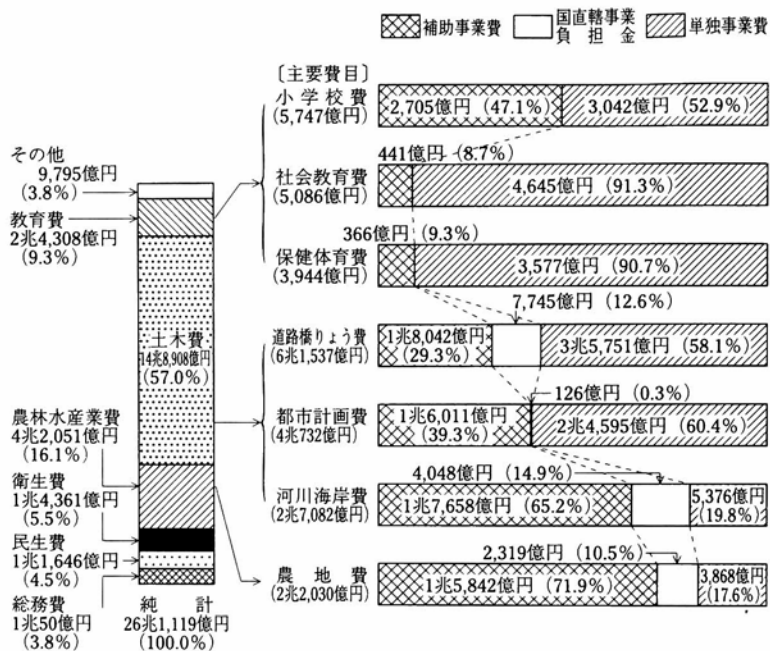 補助事業費
国直轄事業
負担金
単独事業費
〔主要費目〕
小学校費
(5,747億円)
2,705億円 (47.1%)
3,042億円 (52.9%)
441億円 (8.7%)
社会教育費
(5,086億円)
4,645億円 (91.3%)
366億円 (9.3%)
保健体育費
(3,944億円)
3,577億円 (90.7%)
7,745億円 (12.6%)
道路橋りょう費
(6兆1,537億円)
1兆8,042億円
(29.3%)
3兆5,751億円 (58.1%)
126億円 (0.3%)
都市計画費
(4兆732億円)
1兆6,011億円
(39.3%)
2兆4,595億円 (60.4%)
4,048億円 (14.9%)
河川海岸費
(2兆7,082億円)
1兆7,658億円 (65.2%)
5,376億円
(19.8%)
2,319億円 (10.5%)
農地費
(2兆2,030億円)
1兆5,842億円 (71.9%)
3,868億円
(17.6%)
その他
9,795億円
(3.8%)
教育費
2兆4,308億円
(9.3%)
土木費
14兆8,908億円
(57.0%)
農林水産業費
4兆2,051億円
(16.1%)
衛生費
1兆4,361億円
(5.5%)
民生費
1兆1,646億円
(4.5%)
総務費
1兆50億円
(3.8%)
純計
26兆1,119億円
(100.0%)